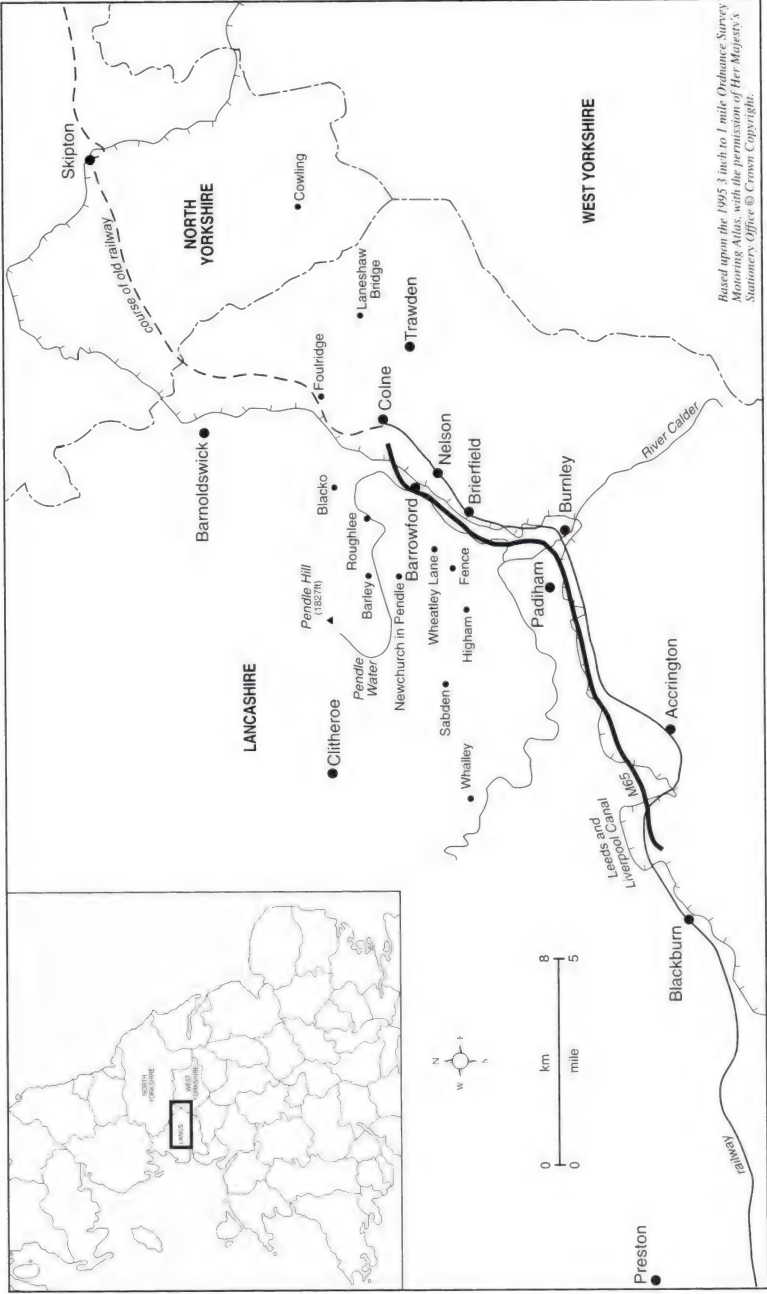 NORTH
YORKSHIRE
LANCS
WEST
YORKSHIRE
LANCASHIRE
NORTH
YORKSHIRE
WEST YORKSHIRE
Skipton
course of old railway
Cowling
Barnoldswick
Foulridge
Laneshaw
Bridge
Trawden
Colne
Blacko
Roughlee
Pendle Hill
(1827ft)
Barley
Pendle
Water
Newchurch in Pendle
Barrowford
Nelson
Wheatley Lane
Brierfield
Fence
Higham
Sabden
Clitheroe
Whalley
Padiham
Burnley
River Calder
Accrington
M65
Leeds and
Liverpool Canal
Blackburn
railway
Preston
N
W
E
S
0
km
8
0
mile
5
Based upon the 1995 3 inch to 1 mile Ordnance Survey
Motoring Atlas, with the permission of Her Majesty's
Stationery Office © Crown Copyright.